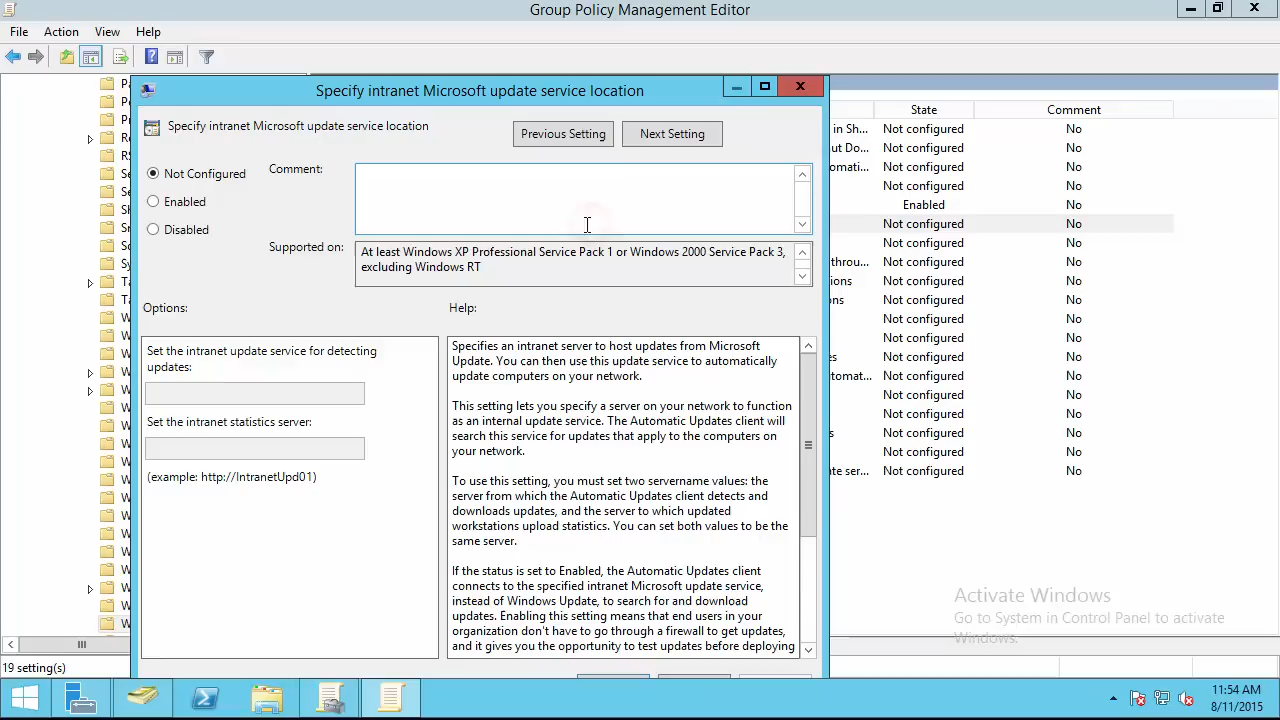 Group Policy Management Editor
File Action View Help
Specify intranet Microsoft update service location
Specify intranet Microsoft update service location
Previous Setting
Next Setting
Not Configured
Enabled
Disabled
Comment:
Supported on:
At least Windows XP Professional Service Pack 1 or Windows 2000 Service Pack 3,
excluding Windows RT
Options:
Help:
Set the intranet update service for detecting
updates:
Set the intranet statistics server:
(example: http://IntranetUpd01)
Specifies an intranet server to host updates from Microsoft
Update. You can then use this update service to automatically
update computers on your network.
This setting lets you specify a server on your network to function
as an internal update service. The Automatic Updates client will
search this service for updates that apply to the computers on
your network.
To use this setting, you must set two servername values: the
server from which the Automatic Updates client detects and
downloads updates, and the server to which updated
workstations upload statistics. You can set both values to be the
same server.
If the status is set to Enabled, the Automatic Updates client
connects to the specified intranet Microsoft update service,
instead of Windows Update, to search for and download
updates. Enabling this setting means that end users in your
organization don't have to go through a firewall to get updates,
and it gives you the opportunity to test updates before deploying
State Comment
in Sh... Not configured No
ut Do... Not configured No
omati... Not configured No
Not configured No
Enabled No
Not configured No
Not configured No
throu... Not configured No
ions Not configured No
ons Not configured No
Not configured No
Not configured No
es Not configured No
tomat... Not configured No
Not configured No
Not configured No
s Not configured No
Not configured No
te ser... Not configured No
Activate Windows
Go to System in Control Panel to activate
Windows.
19 setting(s)
11:54 AM
8/11/2015